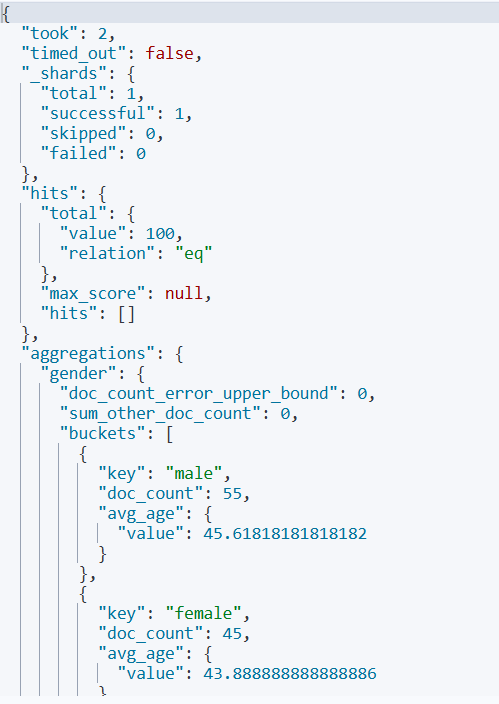 {
"took": 2,
"timed_out": false,
"_shards": {
"total": 1,
"successful": 1,
"skipped": 0,
"failed": 0
},
"hits": {
"total": {
"value": 100,
"relation": "eq"
},
"max_score": null,
"hits": []
},
"aggregations": {
"gender": {
"doc_count_error_upper_bound": 0,
"sum_other_doc_count": 0,
"buckets": [
{
"key": "male",
"doc_count": 55,
"avg_age": {
"value": 45.61818181818182
}
},
{
"key": "female",
"doc_count": 45,
"avg_age": {
"value": 43.888888888888886
}